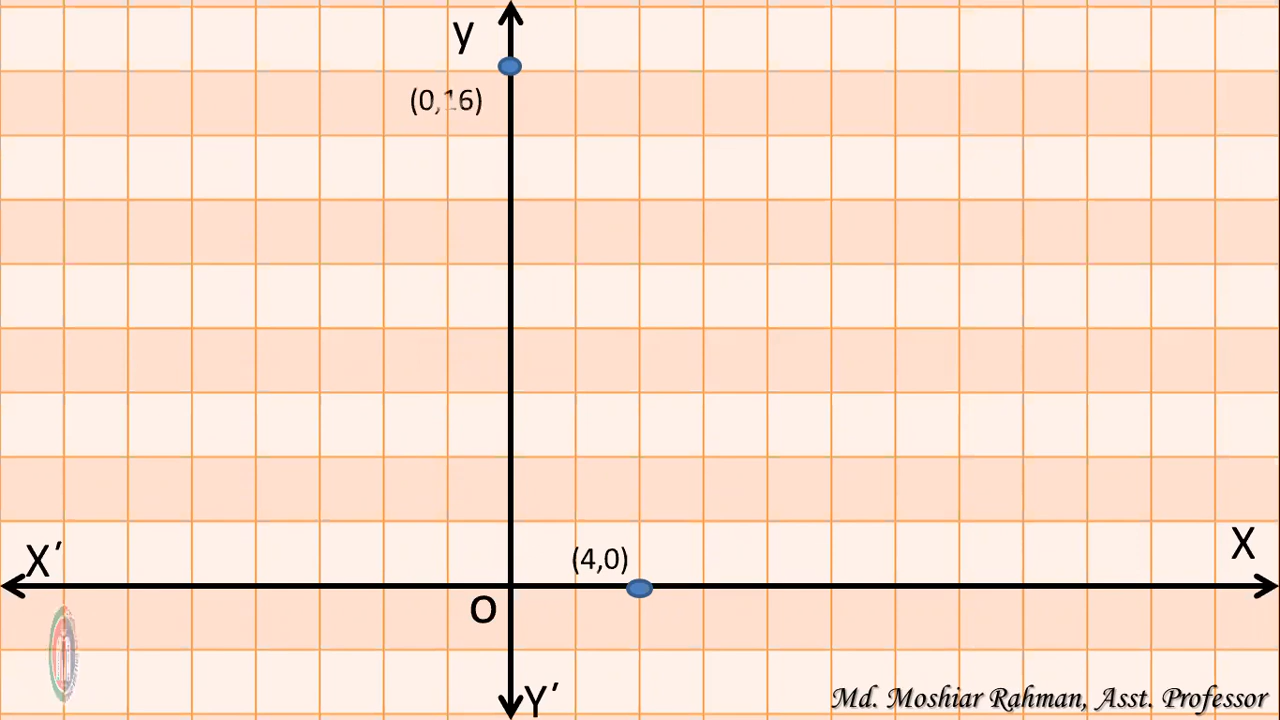 y
(0,16)
X′
(4,0)
X
O
Y′
Md. Moshiar Rahman, Asst. Professor